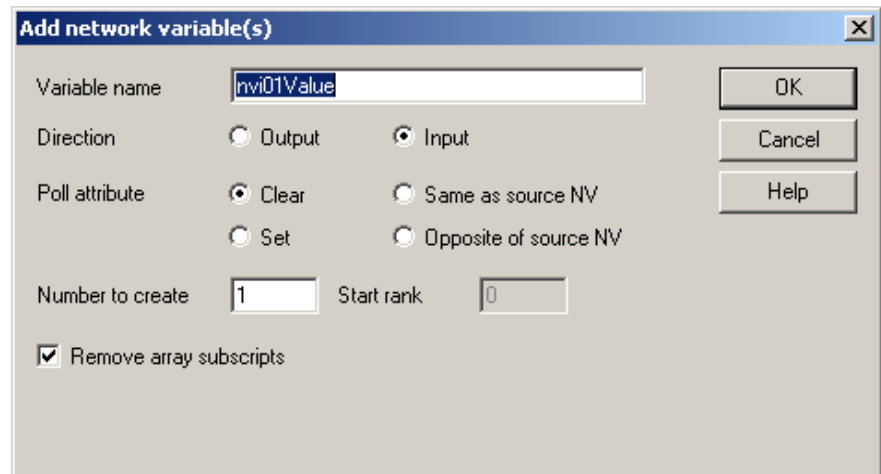 Add network variable(s)
Variable name nvi01Value OK
Direction Output Input Cancel
Poll attribute Clear Same as source NV Help
Set Opposite of source NV
Number to create 1 Start rank 0
Remove array subscripts